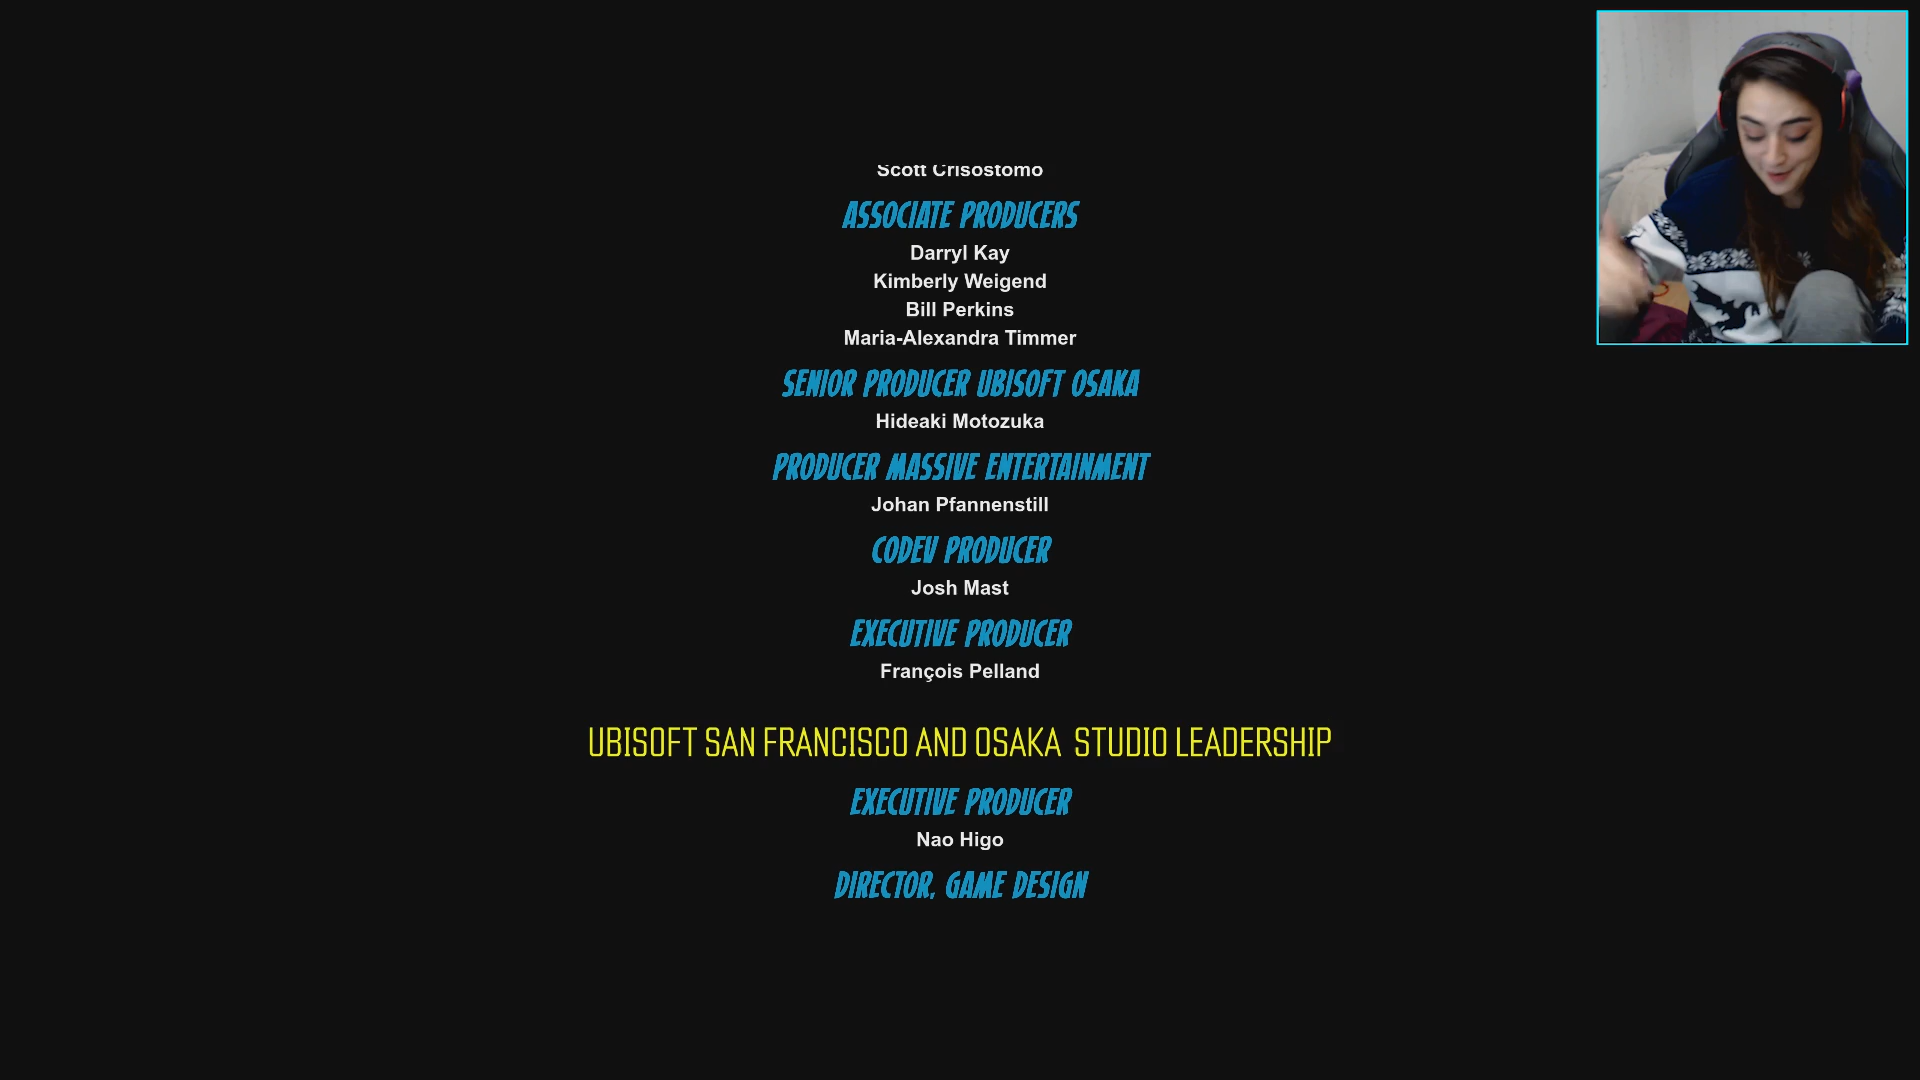 Scott Crisostomo
ASSOCIATE PRODUCERS
Darryl Kay
Kimberly Weigend
Bill Perkins
Maria-Alexandra Timmer
SENIOR PRODUCER UBISOFT OSAKA
Hideaki Motozuka
PRODUCER MASSIVE ENTERTAINMENT
Johan Pfannenstill
CODEV PRODUCER
Josh Mast
EXECUTIVE PRODUCER
François Pelland
UBISOFT SAN FRANCISCO AND OSAKA STUDIO LEADERSHIP
EXECUTIVE PRODUCER
Nao Higo
DIRECTOR, GAME DESIGN